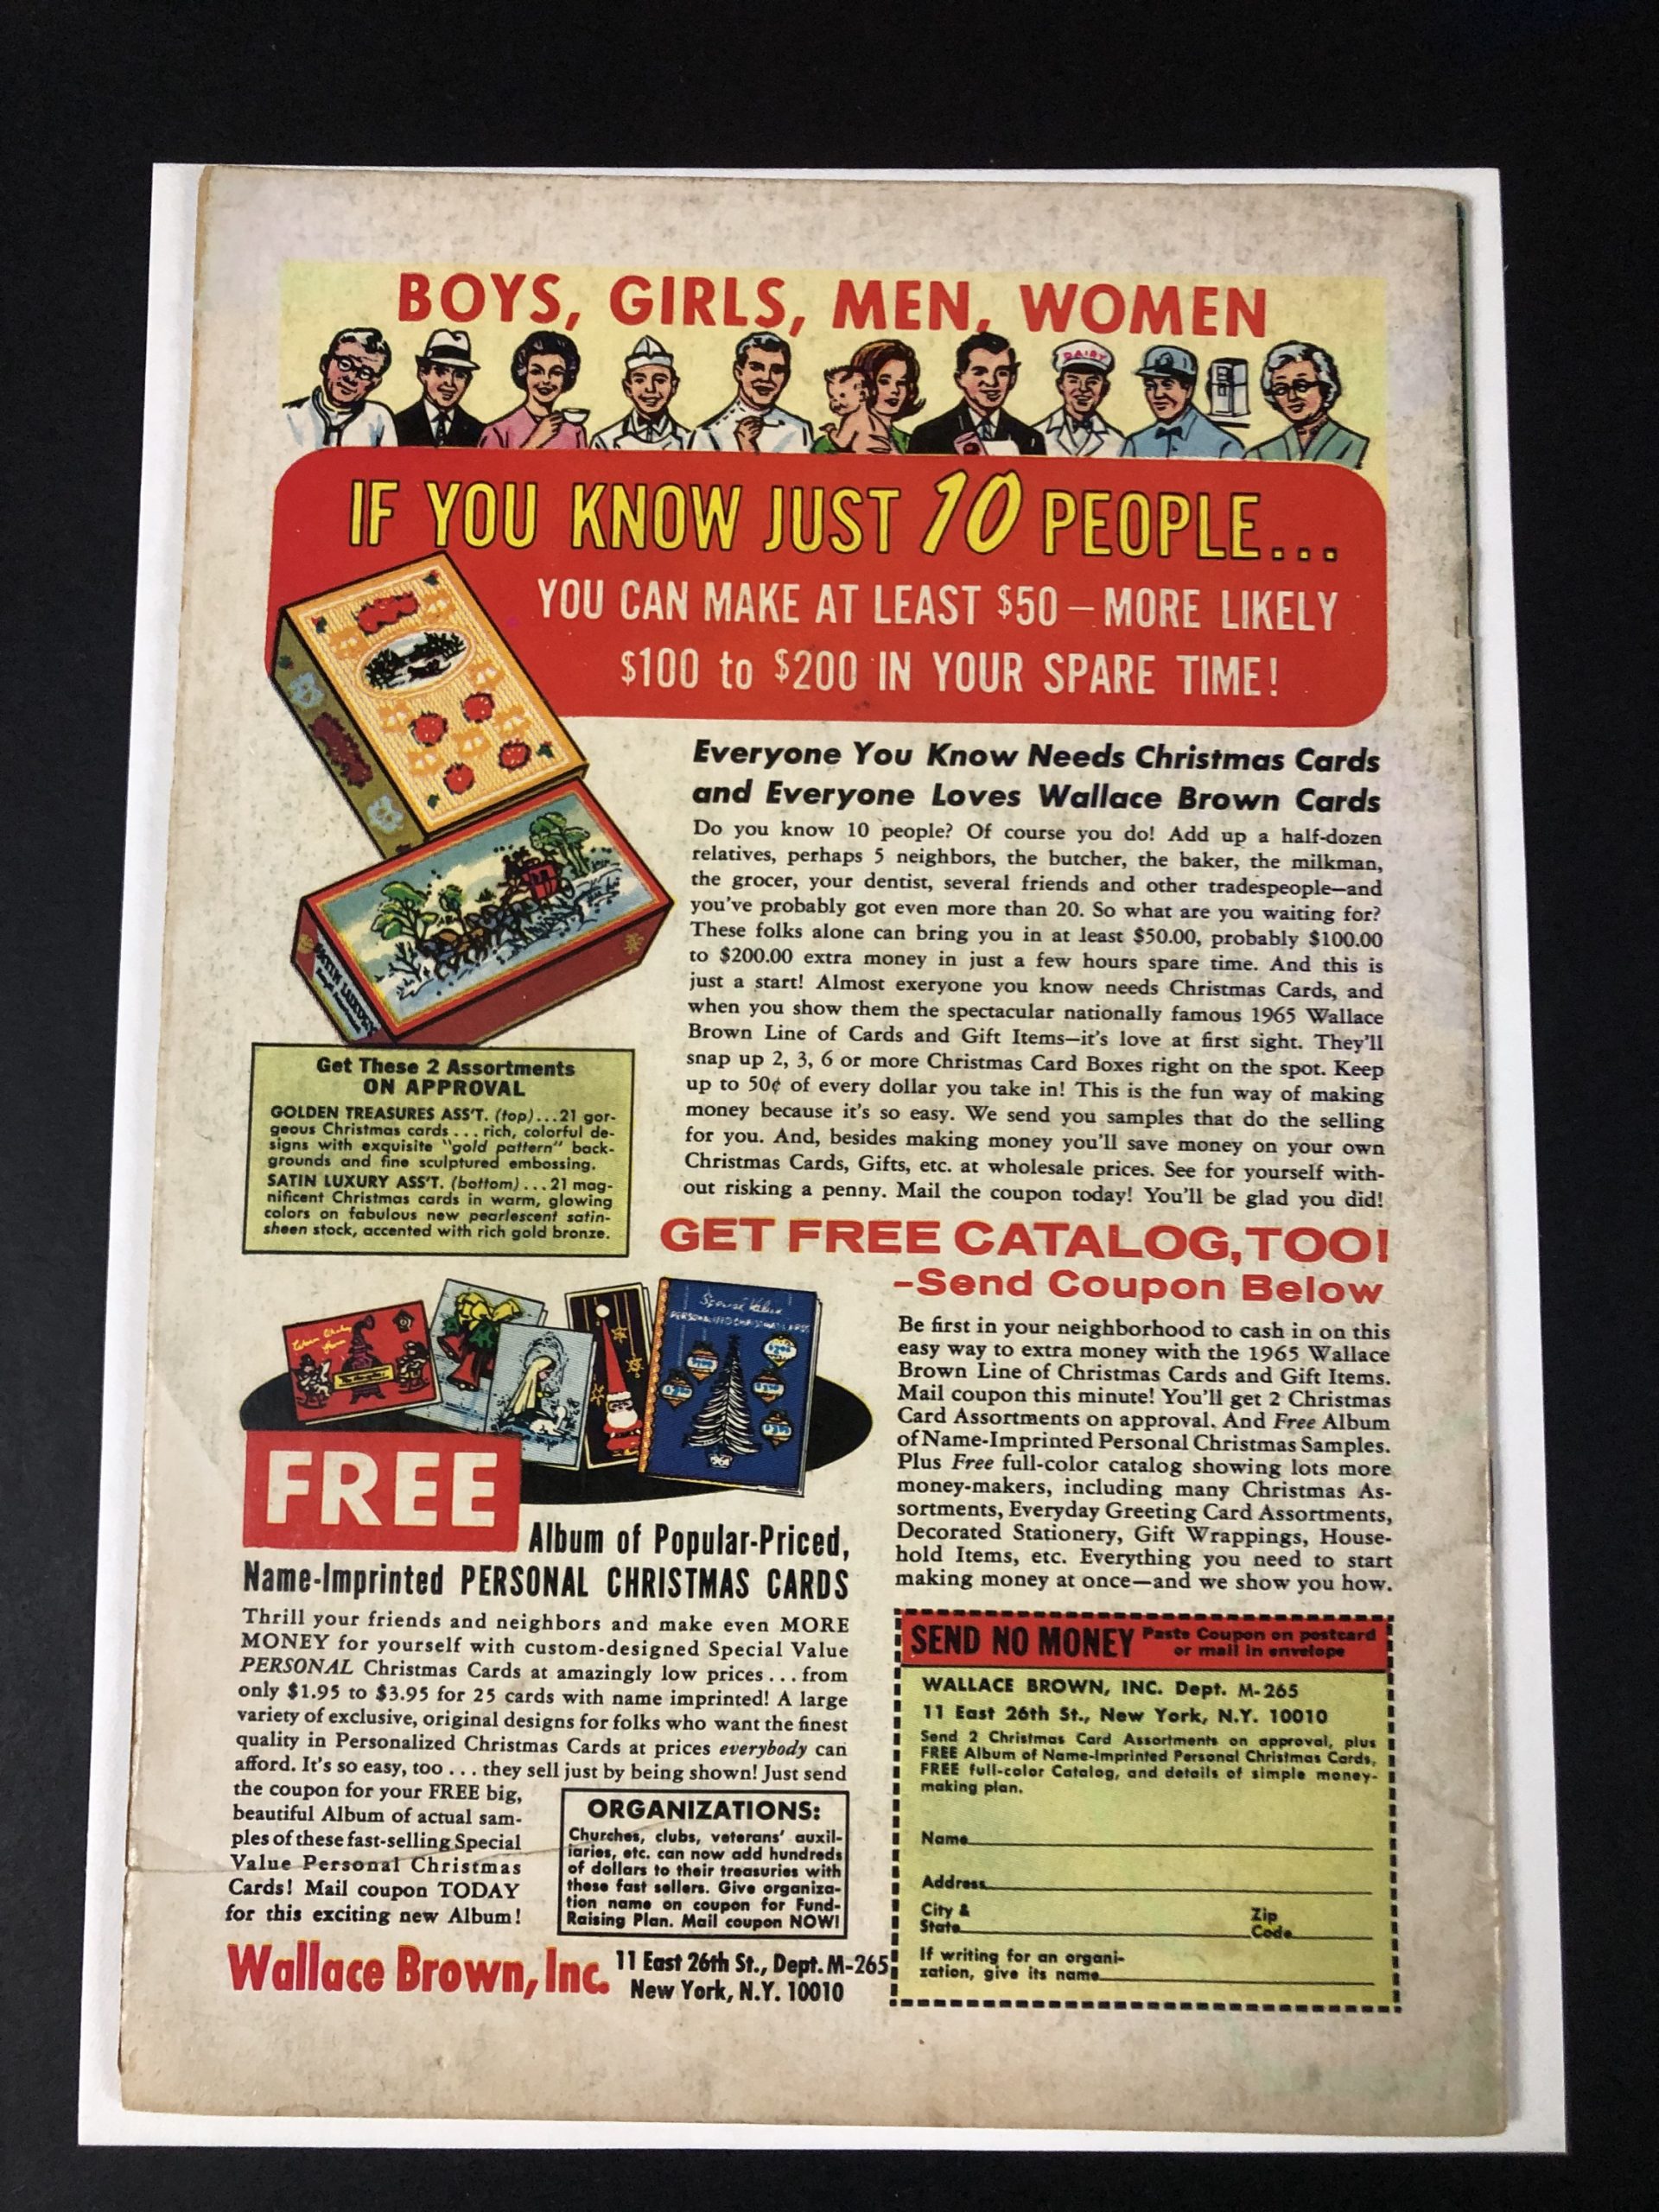 BOYS, GIRLS, MEN, WOMEN
DAIRY
IF YOU KNOW JUST 10 PEOPLE...
YOU CAN MAKE AT LEAST $50 – MORE LIKELY
$100 to $200 IN YOUR SPARE TIME!
Everyone You Know Needs Christmas Cards
and Everyone Loves Wallace Brown Cards
Do you know 10 people? Of course you do! Add up a half-dozen
relatives, perhaps 5 neighbors, the butcher, the baker, the milkman,
the grocer, your dentist, several friends and other tradespeople—and
you've probably got even more than 20. So what are you waiting for?
These folks alone can bring you in at least $50.00, probably $100.00
to $200.00 extra money in just a few hours spare time. And this is
just a start! Almost exeryone you know needs Christmas Cards, and
when you show them the spectacular nationally famous 1965 Wallace
Brown Line of Cards and Gift Items—it's love at first sight. They'll
snap up 2, 3, 6 or more Christmas Card Boxes right on the spot. Keep
up to 50¢ of every dollar you take in! This is the fun way of making
money because it's so easy. We send you samples that do the selling
for you. And, besides making money you'll save money on your own
Christmas Cards, Gifts, etc. at wholesale prices. See for yourself with-
out risking a penny. Mail the coupon today! You'll be glad you did!
SATIN LUXURY
Get These 2 Assortments
ON APPROVAL
GOLDEN TREASURES ASS'T. (top)...21 gor-
geous Christmas cards ... rich, colorful de-
signs with exquisite "gold pattern" back-
grounds and fine sculptured embossing.
SATIN LUXURY ASS'T. (bottom)...21 mag-
nificent Christmas cards in warm, glowing
colors on fabulous new pearlescent satin-
sheen stock, accented with rich gold bronze.
GET FREE CATALOG, TOO!
–Send Coupon Below
Be first in your neighborhood to cash in on this
easy way to extra money with the 1965 Wallace
Brown Line of Christmas Cards and Gift Items.
Mail coupon this minute! You'll get 2 Christmas
Card Assortments on approval. And Free Album
of Name-Imprinted Personal Christmas Samples.
Plus Free full-color catalog showing lots more
money-makers, including many Christmas As-
sortments, Everyday Greeting Card Assortments,
Decorated Stationery, Gift Wrappings, House-
hold Items, etc. Everything you need to start
making money at once—and we show you how.
Special Value
PERSONALIZED CHRISTMAS CARDS
FREE
Album of Popular-Priced,
Name-Imprinted PERSONAL CHRISTMAS CARDS
Thrill your friends and neighbors and make even MORE
MONEY for yourself with custom-designed Special Value
PERSONAL Christmas Cards at amazingly low prices ... from
only $1.95 to $3.95 for 25 cards with name imprinted! A large
variety of exclusive, original designs for folks who want the finest
quality in Personalized Christmas Cards at prices everybody can
afford. It's so easy, too ... they sell just by being shown! Just send
the coupon for your FREE big,
beautiful Album of actual sam-
ples of these fast-selling Special
Value Personal Christmas
Cards! Mail coupon TODAY
for this exciting new Album!
ORGANIZATIONS:
Churches, clubs, veterans' auxil-
iaries, etc. can now add hundreds
of dollars to their treasuries with
these fast sellers. Give organiza-
tion name on coupon for Fund-
Raising Plan. Mail coupon NOW!
Wallace Brown, Inc.
11 East 26th St., Dept. M-265
New York, N.Y. 10010
SEND NO MONEY Paste Coupon on postcard
or mail in envelope
WALLACE BROWN, INC. Dept. M-265
11 East 26th St., New York, N.Y. 10010
Send 2 Christmas Card Assortments on approval, plus
FREE Album of Name-Imprinted Personal Christmas Cards,
FREE full-color Catalog, and details of simple money-
making plan.
Name
Address
City &
State
Zip
Code
If writing for an organi-
zation, give its name